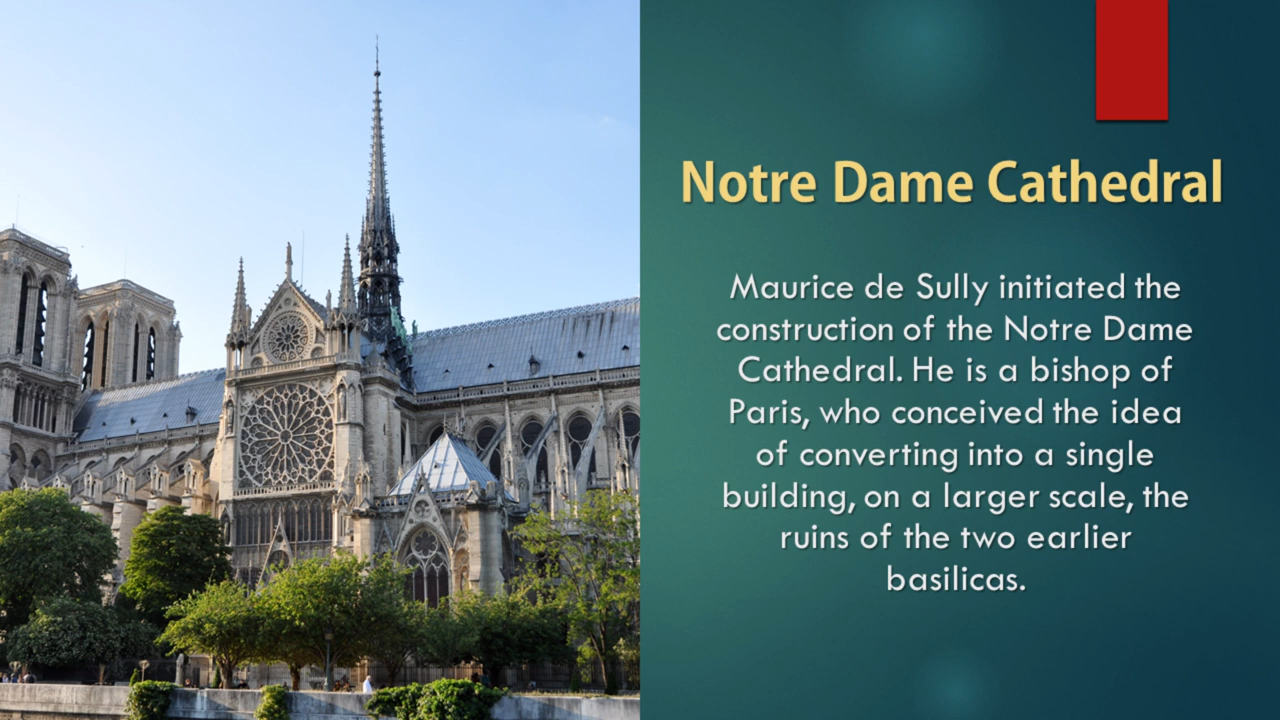 Notre Dame Cathedral
Maurice de Sully initiated the
construction of the Notre Dame
Cathedral. He is a bishop of
Paris, who conceived the idea
of converting into a single
building, on a larger scale, the
ruins of the two earlier
basilicas.